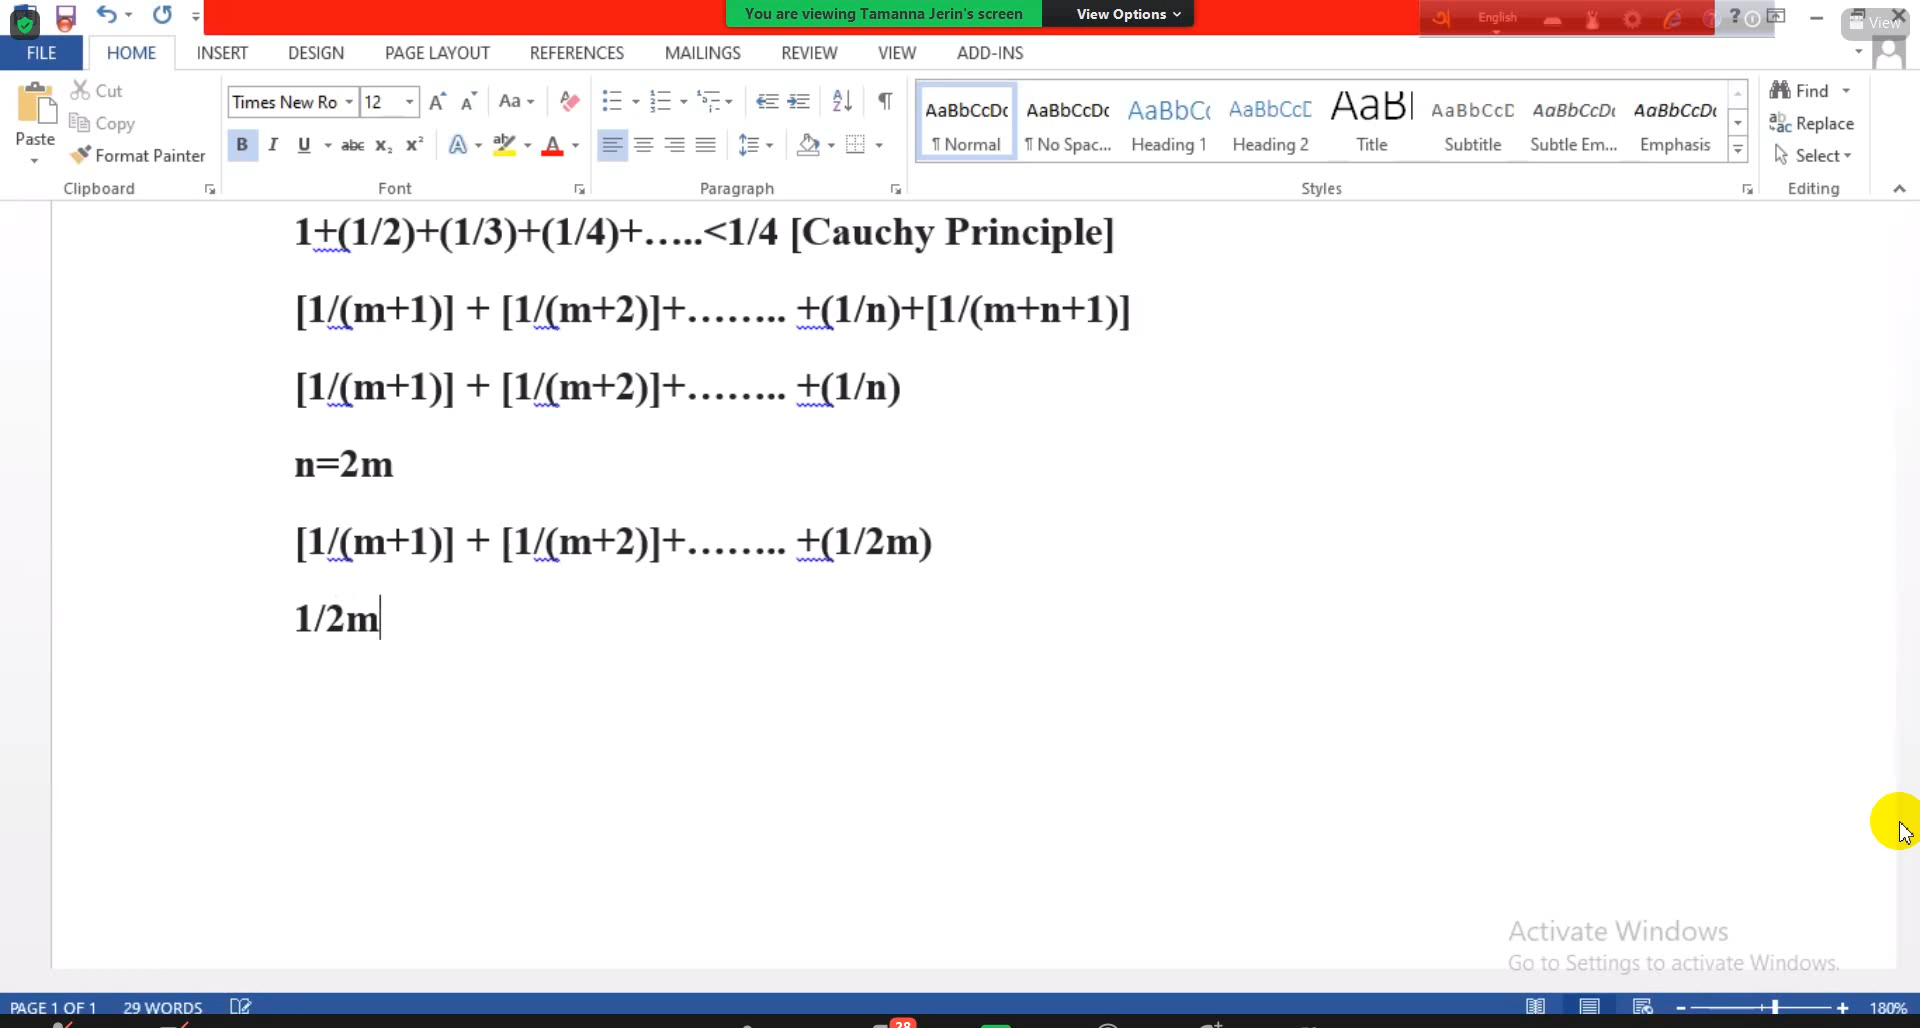 You are viewing Tamanna Jerin's screen View Options
English
View
FILE HOME INSERT DESIGN PAGE LAYOUT REFERENCES MAILINGS REVIEW VIEW ADD-INS
Paste
Cut
Copy
Format Painter
Clipboard
Times New Ro 12
Font
Paragraph
AaBbCcDc AaBbCcDc AaBbC AaBbCcD AaBl AaBbCcD AaBbCcDc AaBbCcDc
¶ Normal ¶ No Spac... Heading 1 Heading 2 Title Subtitle Subtle Em... Emphasis
Styles
Find
Replace
Select
Editing
1+(1/2)+(1/3)+(1/4)+…..<1/4 [Cauchy Principle]
[1/(m+1)] + [1/(m+2)]+…….. +(1/n)+[1/(m+n+1)]
[1/(m+1)] + [1/(m+2)]+…….. +(1/n)
n=2m
[1/(m+1)] + [1/(m+2)]+…….. +(1/2m)
1/2m
Activate Windows
Go to Settings to activate Windows.
PAGE 1 OF 1 29 WORDS 180%
28